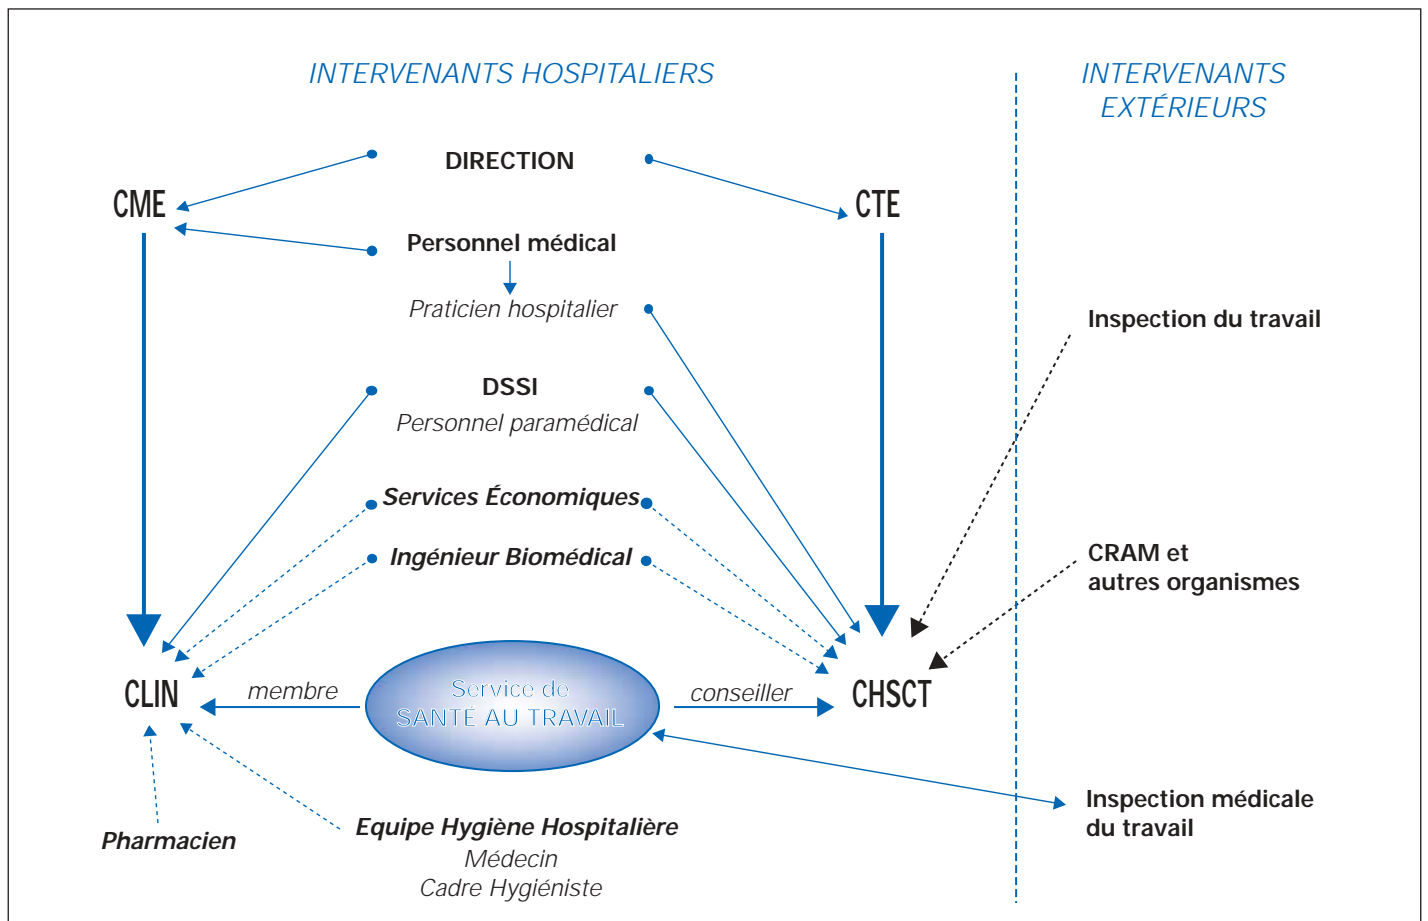 INTERVENANTS HOSPITALIERS
INTERVENANTS
EXTÉRIEURS
DIRECTION
CME
CTE
Personnel médical
Praticien hospitalier
Inspection du travail
DSSI
Personnel paramédical
Services Économiques
Ingénieur Biomédical
CRAM et
autres organismes
CLIN
membre
Service de
SANTÉ AU TRAVAIL
conseiller
CHSCT
Inspection médicale
du travail
Pharmacien
Equipe Hygiène Hospitalière
Médecin
Cadre Hygiéniste